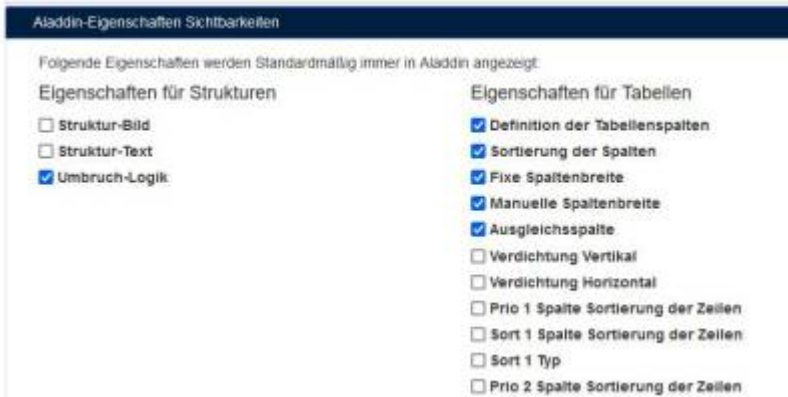 Aladdin-Eigenschaften Sichtbarkeiten
Folgende Eigenschaften werden Standardmäßig immer in Aladdin angezeigt:
Eigenschaften für Strukturen
Struktur-Bild
Struktur-Text
Umbruch-Logik
Eigenschaften für Tabellen
Definition der Tabellenspalten
Sortierung der Spalten
Fixe Spaltenbreite
Manuelle Spaltenbreite
Ausgleichsspalte
Verdichtung Vertikal
Verdichtung Horizontal
Prio 1 Spalte Sortierung der Zeilen
Sort 1 Spalte Sortierung der Zeilen
Sort 1 Typ
Prio 2 Spalte Sortierung der Zeilen